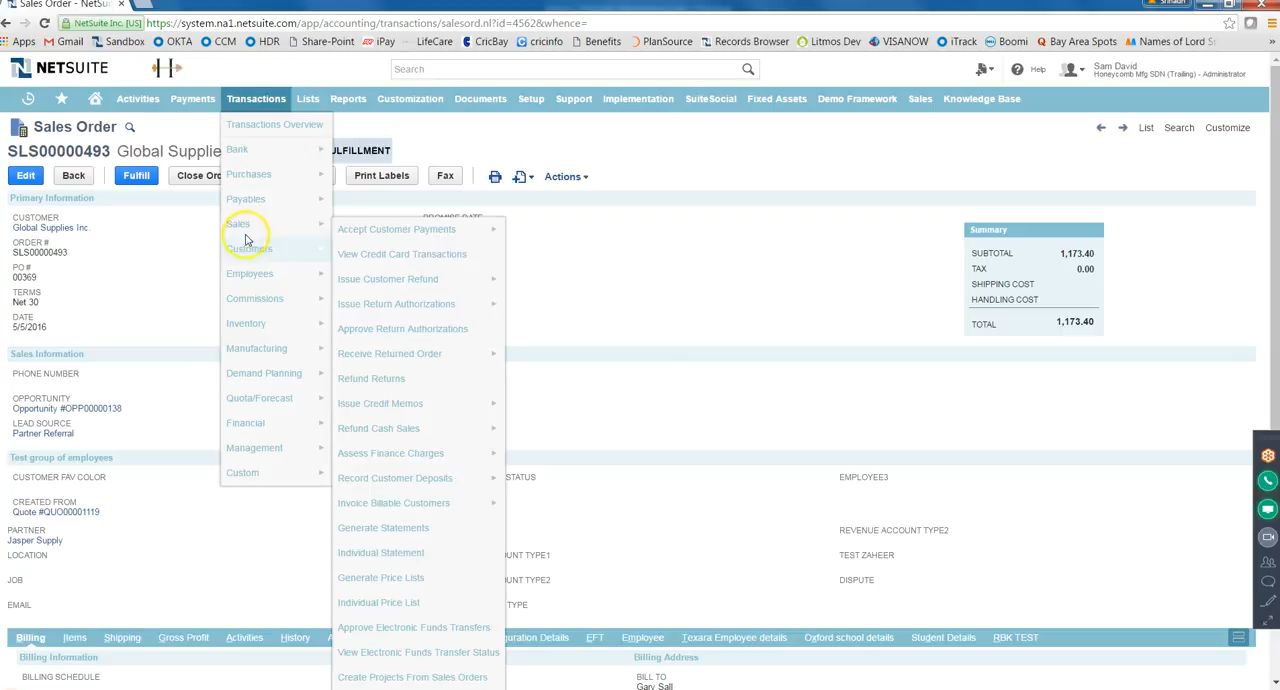 Sales Order - NetSu
NetSuite Inc. [US] https://system.na1.netsuite.com/app/accounting/transactions/salesord.nl?id=4562&whence=
Apps Gmail Sandbox OKTA CCM HDR Share-Point iPay LifeCare CricBay cricinfo Benefits PlanSource Records Browser Litmos Dev VISANOW iTrack Boomi Bay Area Spots Names of Lord S
NETSUITE
Search
Help
Sam David
Honeycomb Mfg SDN (Trailing) - Administrator
Activities Payments Transactions Lists Reports Customization Documents Setup Support Implementation SuiteSocial Fixed Assets Demo Framework Sales Knowledge Base
Sales Order
List Search Customize
SLS00000493 Global Supplie ULFILLMENT
Edit Back Fulfill Close Ord Print Labels Fax Actions
Primary Information
CUSTOMER
Global Supplies Inc.
ORDER #
SLS00000493
PO #
00369
TERMS
Net 30
DATE
5/5/2016
Sales Information
PHONE NUMBER
OPPORTUNITY
Opportunity #OPP00000138
LEAD SOURCE
Partner Referral
Test group of employees
CUSTOMER FAV COLOR
CREATED FROM
Quote #QUO00001119
PARTNER
Jasper Supply
LOCATION
JOB
EMAIL
Transactions Overview
Bank
Purchases
Payables
Sales
Customers
Employees
Commissions
Inventory
Manufacturing
Demand Planning
Quota/Forecast
Financial
Management
Custom
PROMISE DATE
Accept Customer Payments
View Credit Card Transactions
Issue Customer Refund
Issue Return Authorizations
Approve Return Authorizations
Receive Returned Order
Refund Returns
Issue Credit Memos
Refund Cash Sales
Assess Finance Charges
Record Customer Deposits
Invoice Billable Customers
Generate Statements
Individual Statement
Generate Price Lists
Individual Price List
Approve Electronic Funds Transfers
View Electronic Funds Transfer Status
Create Projects From Sales Orders
STATUS
UNT TYPE1
UNT TYPE2
TYPE
EMPLOYEE3
REVENUE ACCOUNT TYPE2
TEST ZAHEER
DISPUTE
Summary
SUBTOTAL 1,173.40
TAX 0.00
SHIPPING COST
HANDLING COST
TOTAL 1,173.40
Billing Items Shipping Gross Profit Activities History uration Details EFT Employee Texara Employee details Oxford school details Student Details RBK TEST
Billing Information
Billing Address
BILLING SCHEDULE
BILL TO
Gary Sall